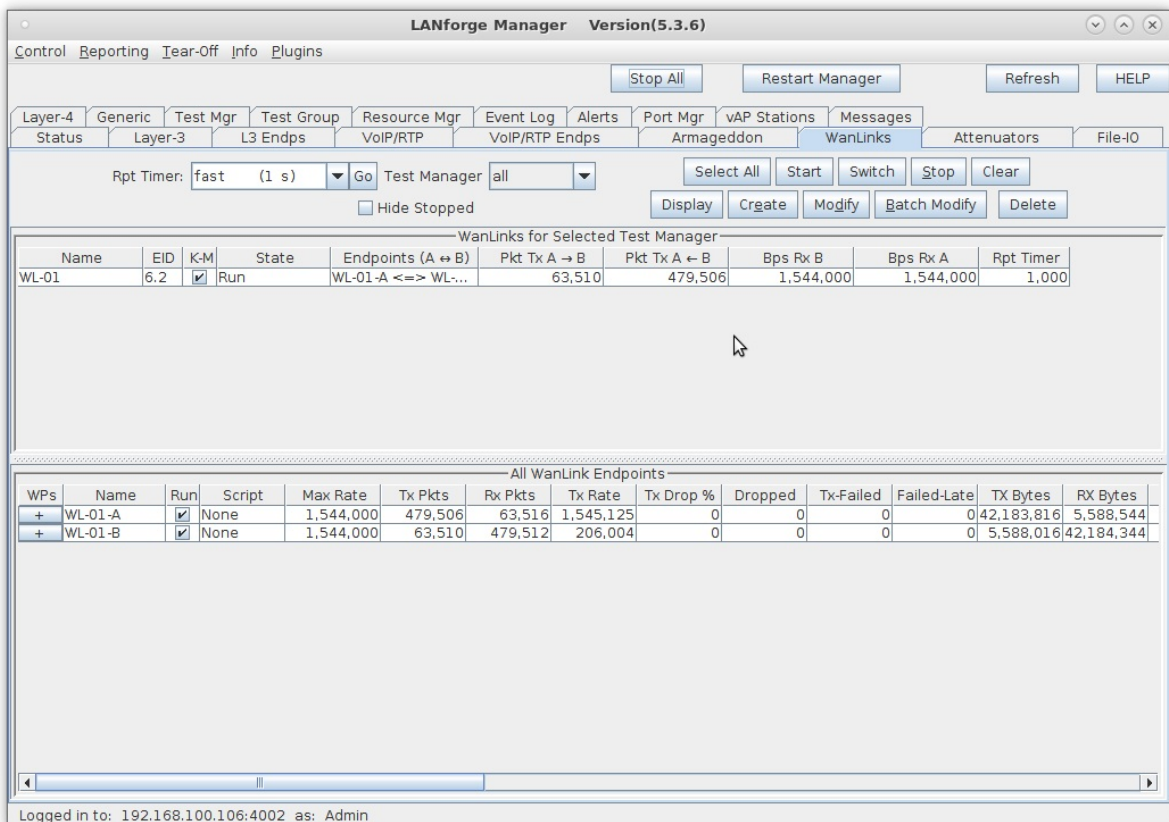 LANforge Manager Version(5.3.6)
Control Reporting Tear-Off Info Plugins
Stop All Restart Manager Refresh HELP
Layer-4 Generic Test Mgr Test Group Resource Mgr Event Log Alerts Port Mgr vAP Stations Messages
Status Layer-3 L3 Endps VoIP/RTP VoIP/RTP Endps Armageddon WanLinks Attenuators File-IO
Rpt Timer: fast (1 s) Go Test Manager all Select All Start Switch Stop Clear
Hide Stopped Display Create Modify Batch Modify Delete
WanLinks for Selected Test Manager
Name EID K-M State Endpoints (A ↔ B) Pkt Tx A → B Pkt Tx A ← B Bps Rx B Bps Rx A Rpt Timer
WL-01 6.2 Run WL-01-A <=> WL-... 63,510 479,506 1,544,000 1,544,000 1,000
All WanLink Endpoints
WPs Name Run Script Max Rate Tx Pkts Rx Pkts Tx Rate Tx Drop % Dropped Tx-Failed Failed-Late TX Bytes RX Bytes
+ WL-01-A None 1,544,000 479,506 63,516 1,545,125 0 0 0 0 42,183,816 5,588,544
+ WL-01-B None 1,544,000 63,510 479,512 206,004 0 0 0 0 5,588,016 42,184,344
Logged in to: 192.168.100.106:4002 as: Admin